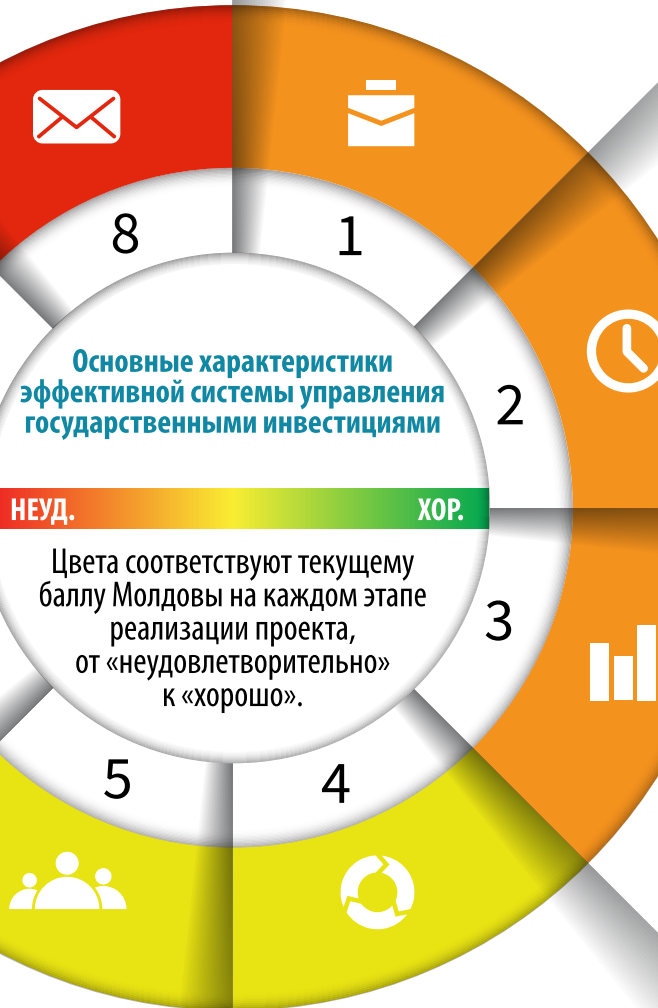 8
1
Основные характеристики
эффективной системы управления
государственными инвестициями
2
НЕУД.
ХОР.
Цвета соответствуют текущему
баллу Молдовы на каждом этапе
реализации проекта,
от «неудовлетворительно»
к «хорошо».
3
5
4